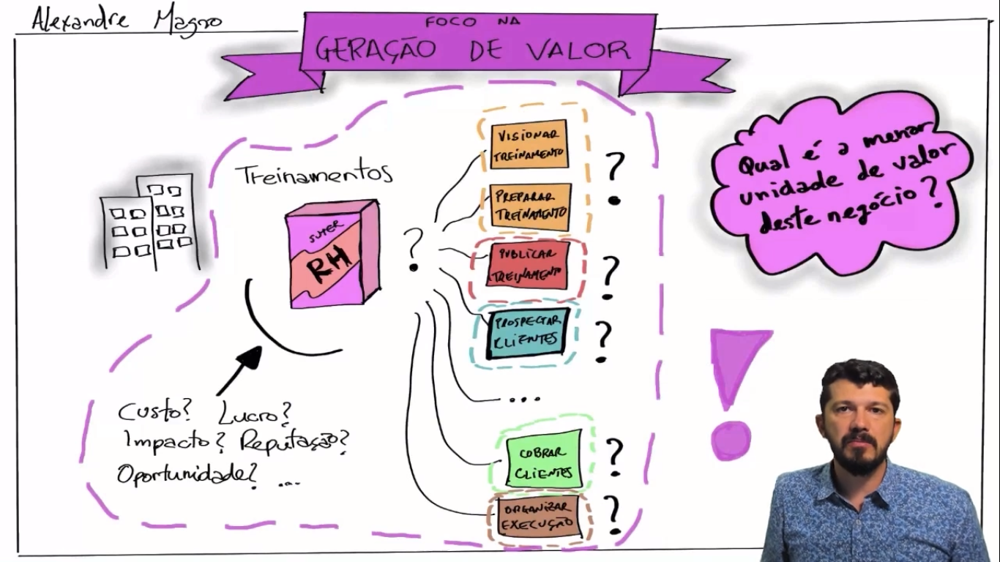 Alexandre Magno
FOCO NA
GERAÇÃO DE VALOR
Treinamentos
SUPER
RH
?
VISIONAR
TREINAMENTO
PREPARAR
TREINAMENTO
?
PUBLICAR
TREINAMENTO
?
PROSPECTAR
CLIENTES
?
...
COBRAR
CLIENTES
?
ORGANIZAR
EXECUÇÃO
?
Qual é a menor
unidade de valor
deste negócio?
!
Custo? Lucro?
Impacto? Reputação?
Oportunidade? ...